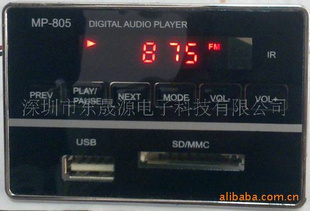 MP-805 DIGITAL AUDIO PLAYER
875 FM
IR
PREV PLAY/PAUSE NEXT MODE VOL- VOL+
深圳市东晟源电子科技有限公司
USB SD/MMC
alibaba.com.cn